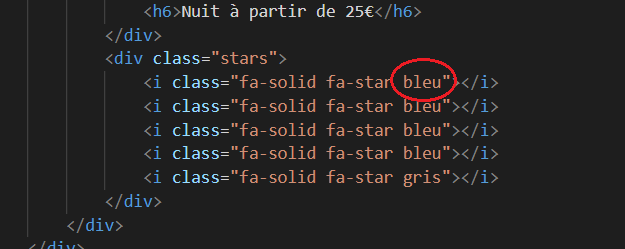 <h6>Nuit à partir de 25€</h6>
</div>
<div class="stars">
<i class="fa-solid fa-star bleu"></i>
<i class="fa-solid fa-star bleu"></i>
<i class="fa-solid fa-star bleu"></i>
<i class="fa-solid fa-star bleu"></i>
<i class="fa-solid fa-star gris"></i>
</div>
</div>
</div>